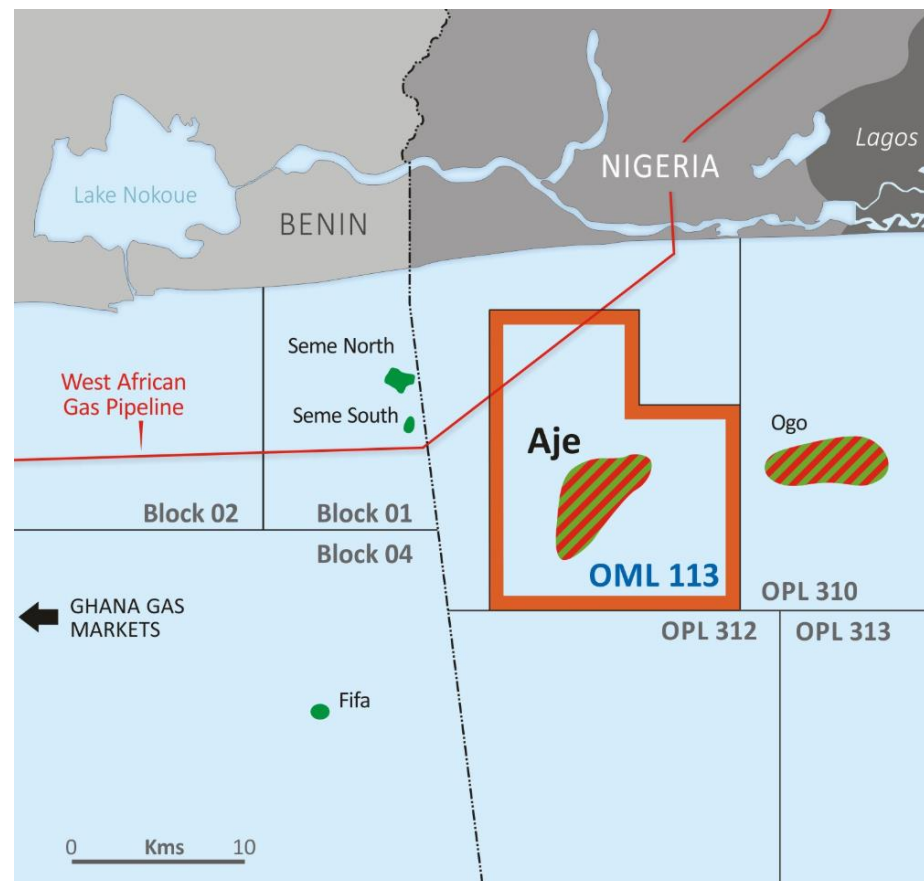 Lagos
NIGERIA
Lake Nokoue
BENIN
Seme North
West African
Gas Pipeline
Seme South
Aje
Ogo
Block 02
Block 01
Block 04
OML 113
OPL 310
GHANA GAS
MARKETS
OPL 312
OPL 313
Fifa
0 Kms 10